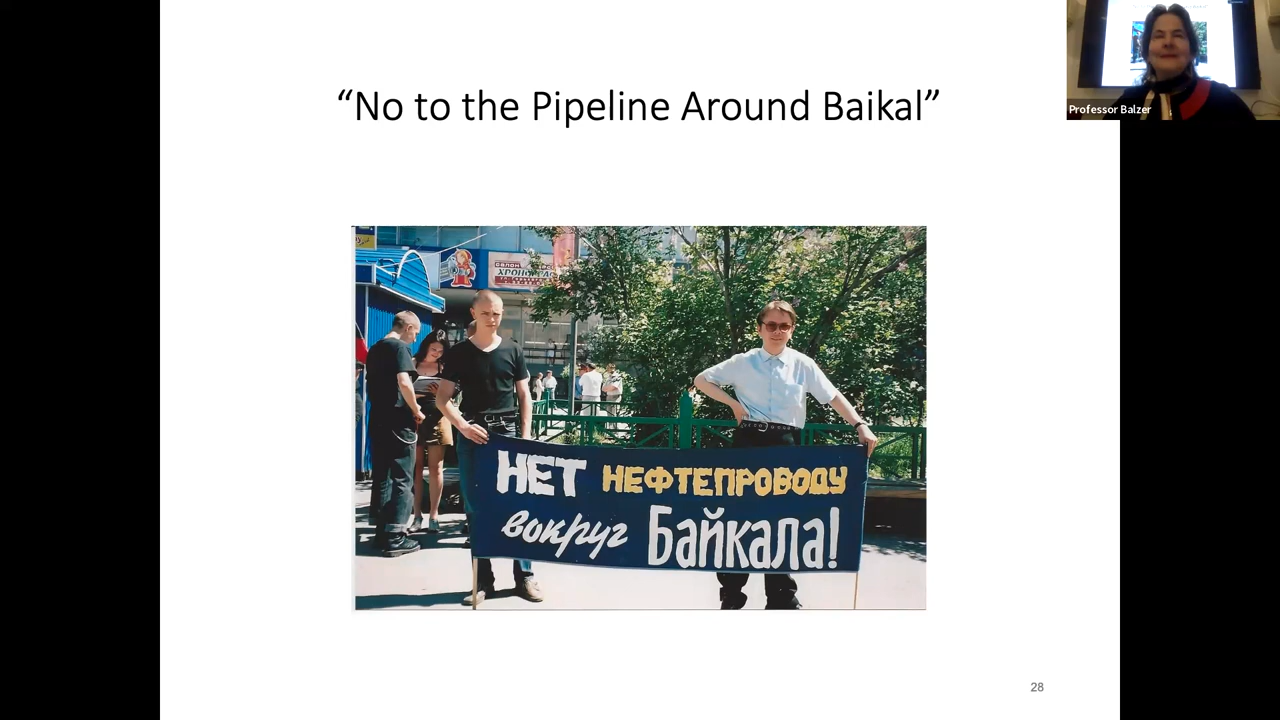 “No to the Pipeline Around Baikal”
Professor Balzer
НЕТ НЕФТЕПРОВОДУ
вокруг Байкала!
28